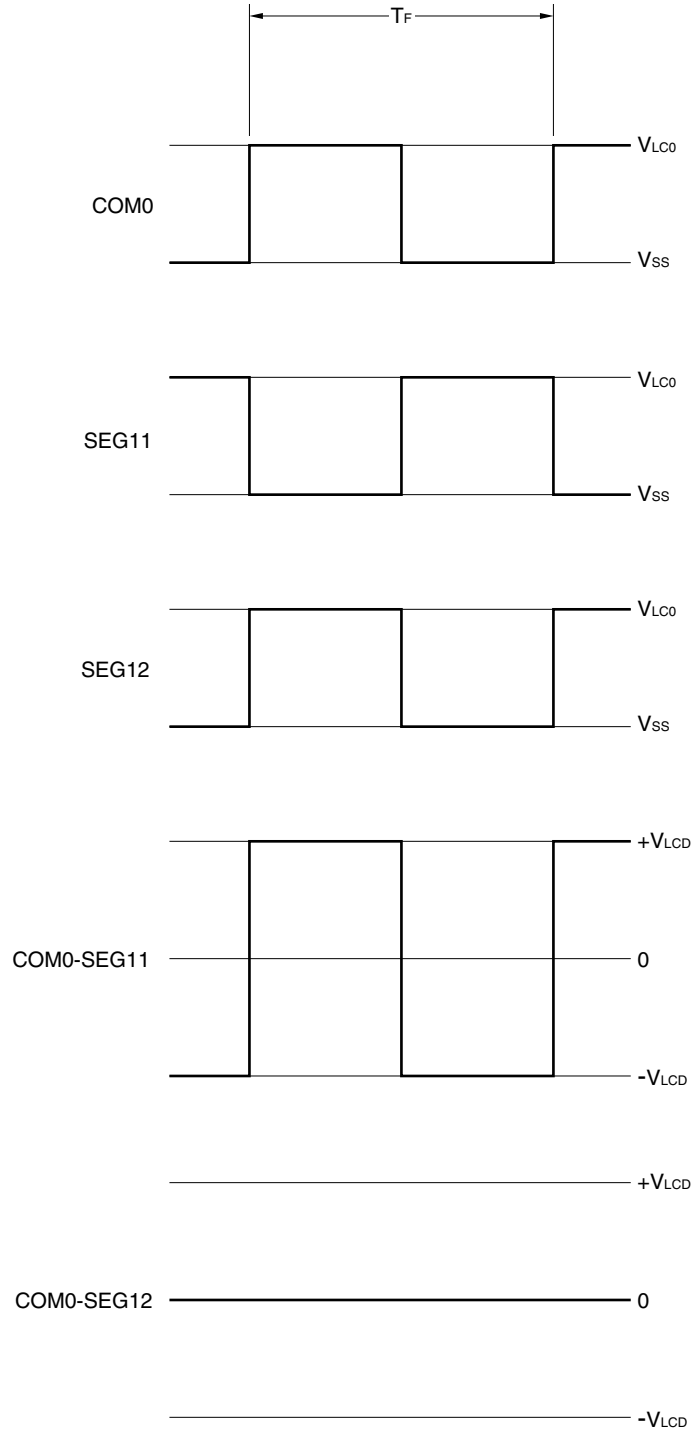 TF
VLC0
COM0
VSS
VLC0
SEG11
VSS
VLC0
SEG12
VSS
+VLCD
COM0-SEG11
0
-VLCD
+VLCD
COM0-SEG12
0
-VLCD